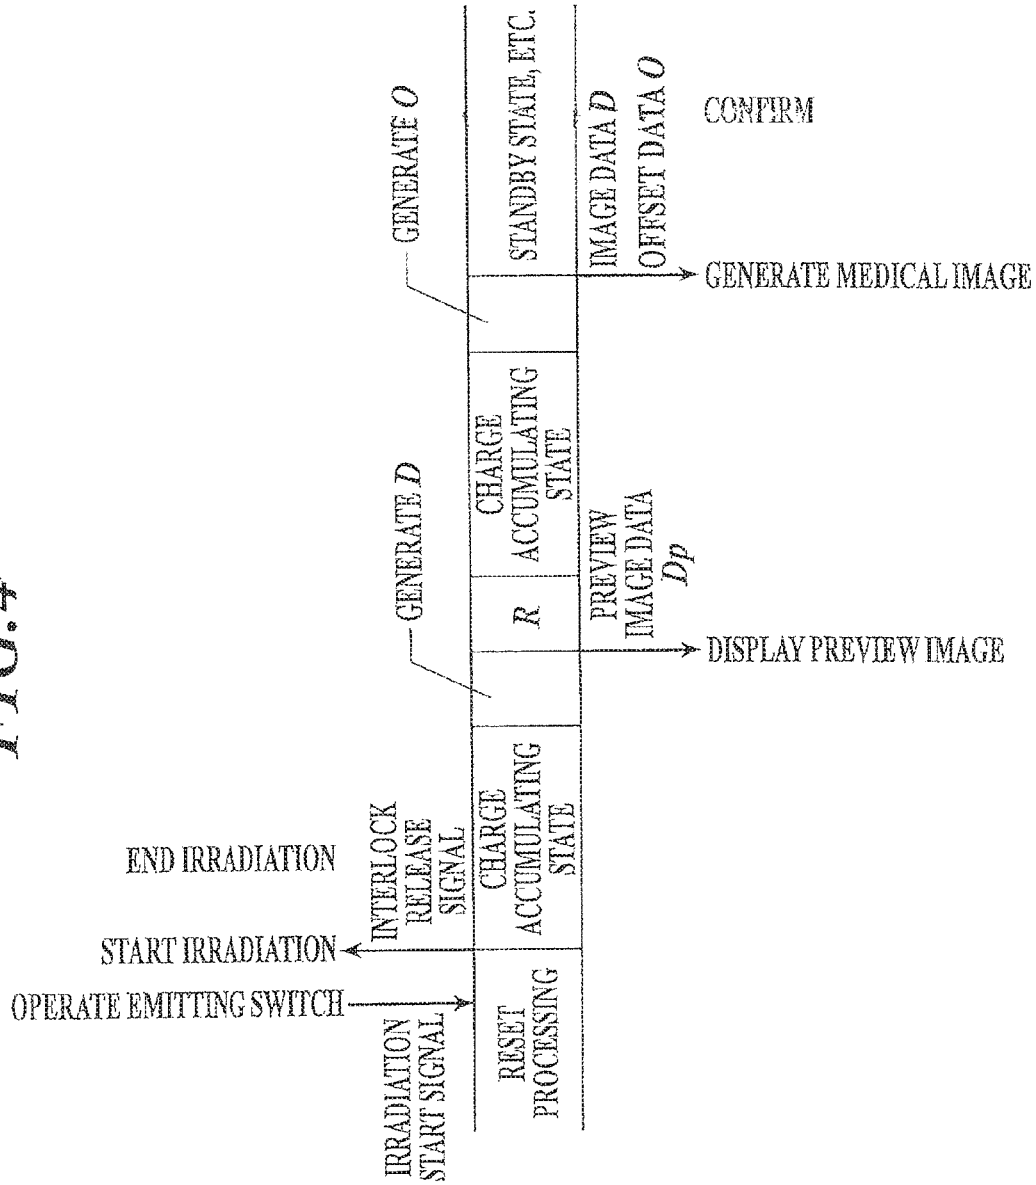 FIG.4
OPERATE EMITTING SWITCH
START IRRADIATION
END IRRADIATION
IRRADIATION
START SIGNAL
INTERLOCK
RELEASE
SIGNAL
GENERATE D
GENERATE O
RESET
PROCESSING
CHARGE
ACCUMULATING
STATE
R
CHARGE
ACCUMULATING
STATE
STANDBY STATE, ETC.
PREVIEW
IMAGE DATA
Dp
IMAGE DATA D
OFFSET DATA O
DISPLAY PREVIEW IMAGE
GENERATE MEDICAL IMAGE
CONFIRM